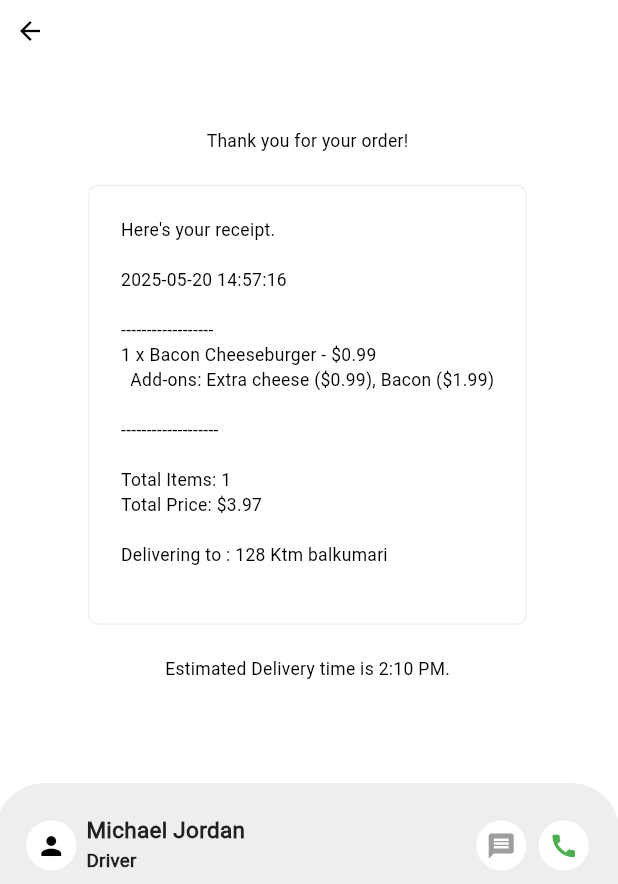 Thank you for your order!
Here's your receipt.
2025-05-20 14:57:16
------------------
1 x Bacon Cheeseburger - $0.99
Add-ons: Extra cheese ($0.99), Bacon ($1.99)
-------------------
Total Items: 1
Total Price: $3.97
Delivering to : 128 Ktm balkumari
Estimated Delivery time is 2:10 PM.
Michael Jordan
Driver